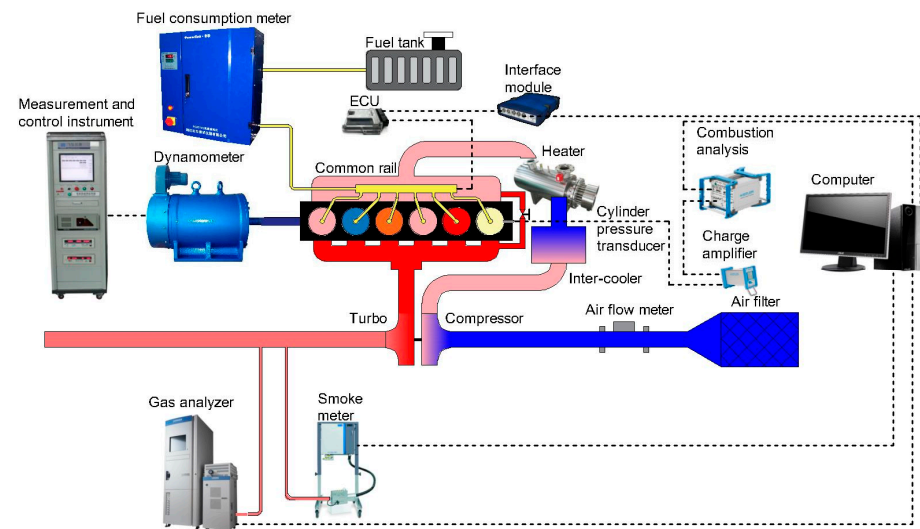 Fuel consumption meter
Fuel tank
Interface
module
ECU
Measurement and
control instrument
Dynamometer
Common rail
Heater
Combustion
analysis
Computer
Cylinder
pressure
transducer
Charge
amplifier
Inter-cooler
Turbo
Compressor
Air flow meter
Air filter
Gas analyzer
Smoke
meter